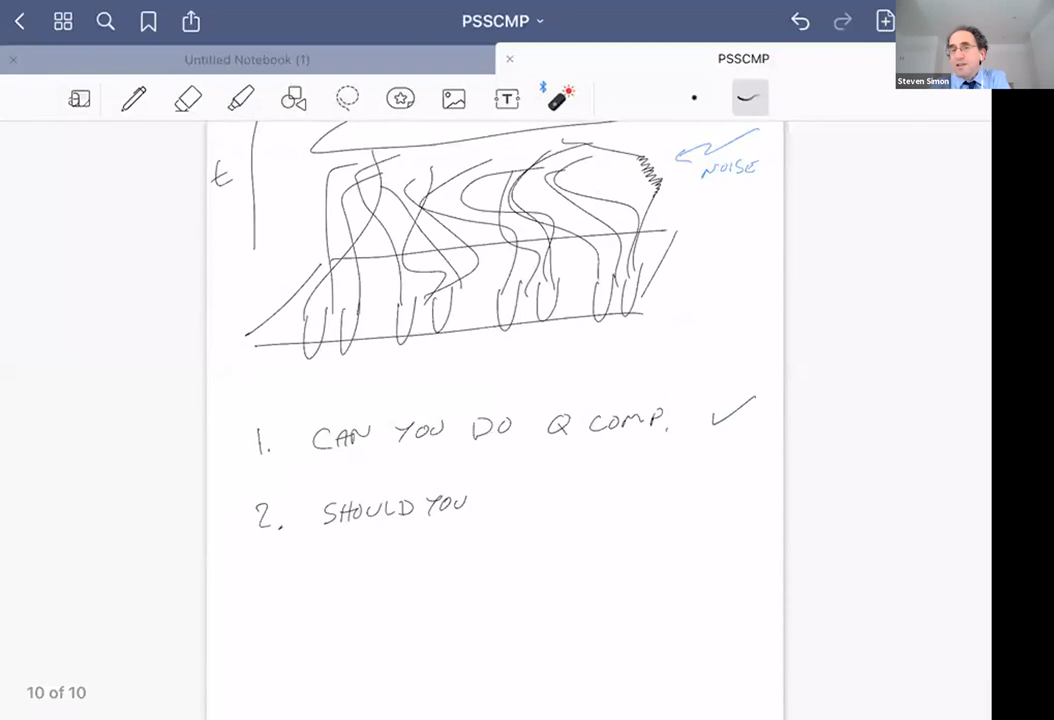 PSSCMP
Untitled Notebook (1)
PSSCMP
Steven Simon
T
t
NOISE
1. CAN YOU DO Q COMP. ✓
2. SHOULD YOU
10 of 10